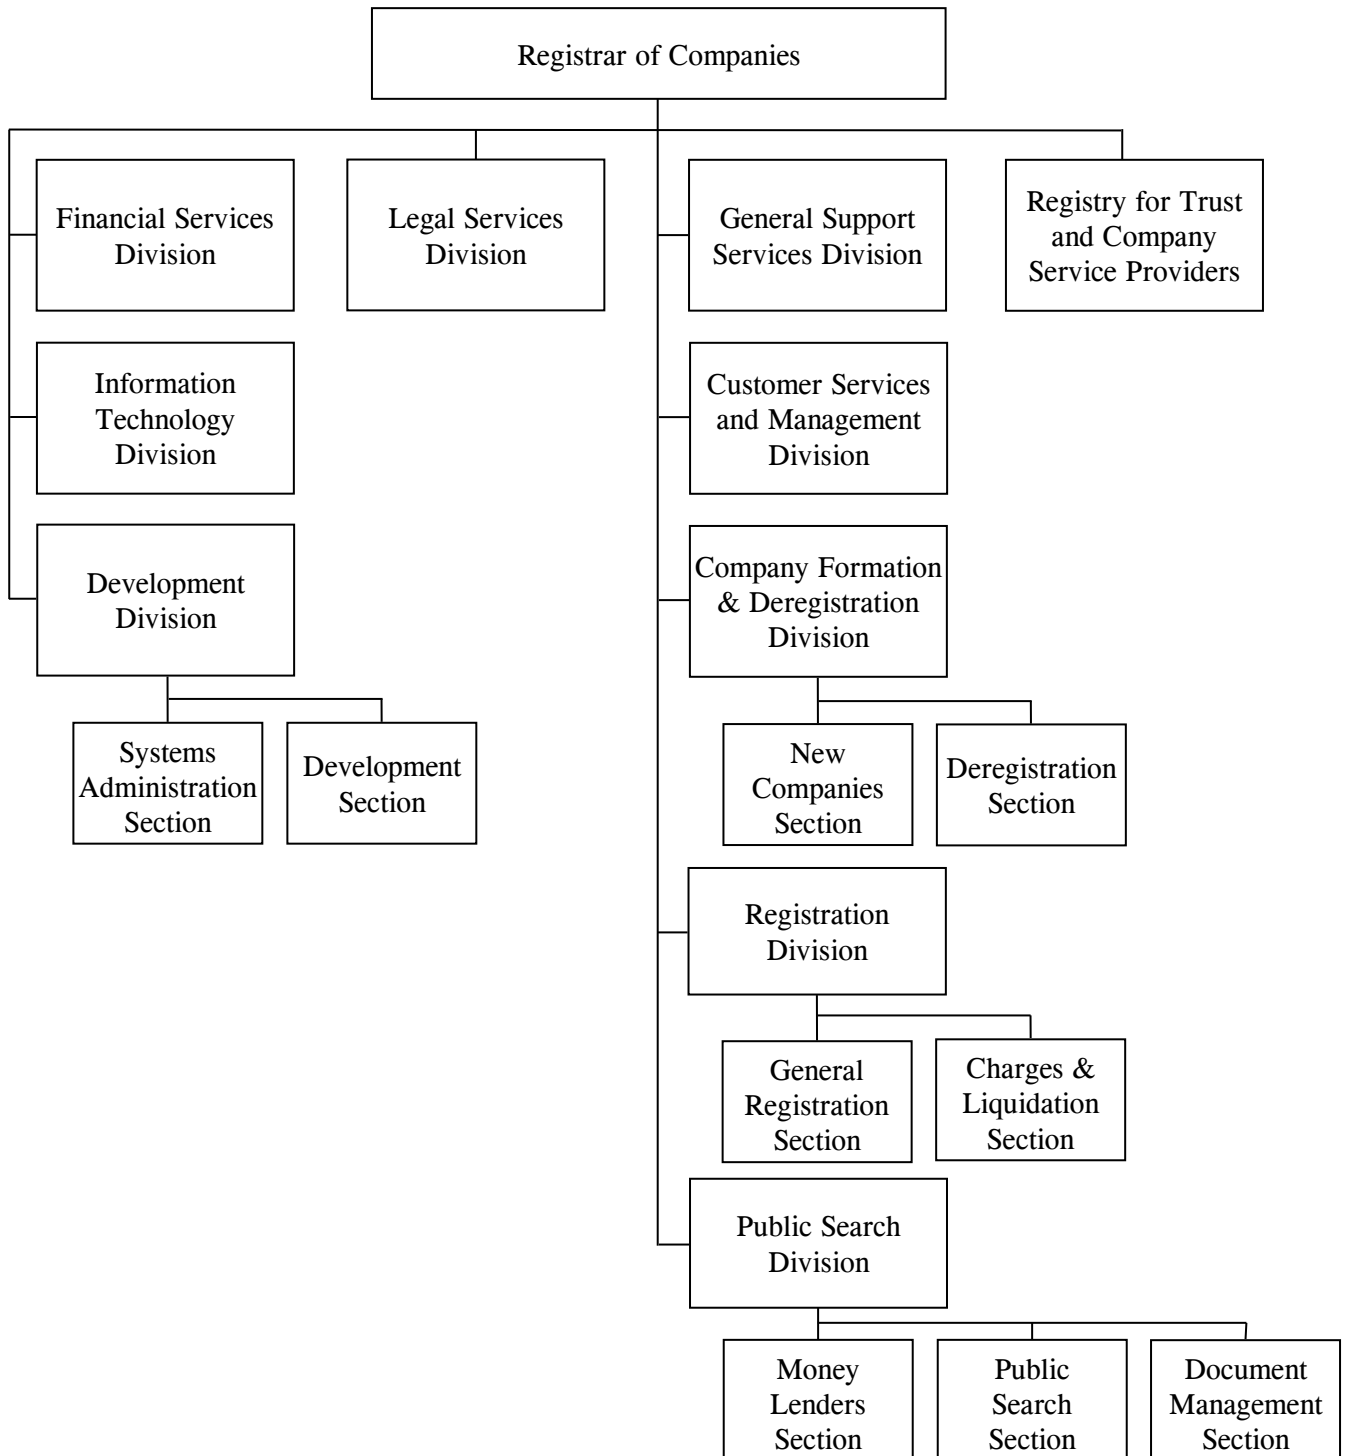 Registrar of Companies
Financial Services
Division
Legal Services
Division
General Support
Services Division
Registry for Trust
and Company
Service Providers
Information
Technology
Division
Customer Services
and Management
Division
Development
Division
Company Formation
& Deregistration
Division
Systems
Administration
Section
Development
Section
New
Companies
Section
Deregistration
Section
Registration
Division
General
Registration
Section
Charges &
Liquidation
Section
Public Search
Division
Money
Lenders
Section
Public
Search
Section
Document
Management
Section